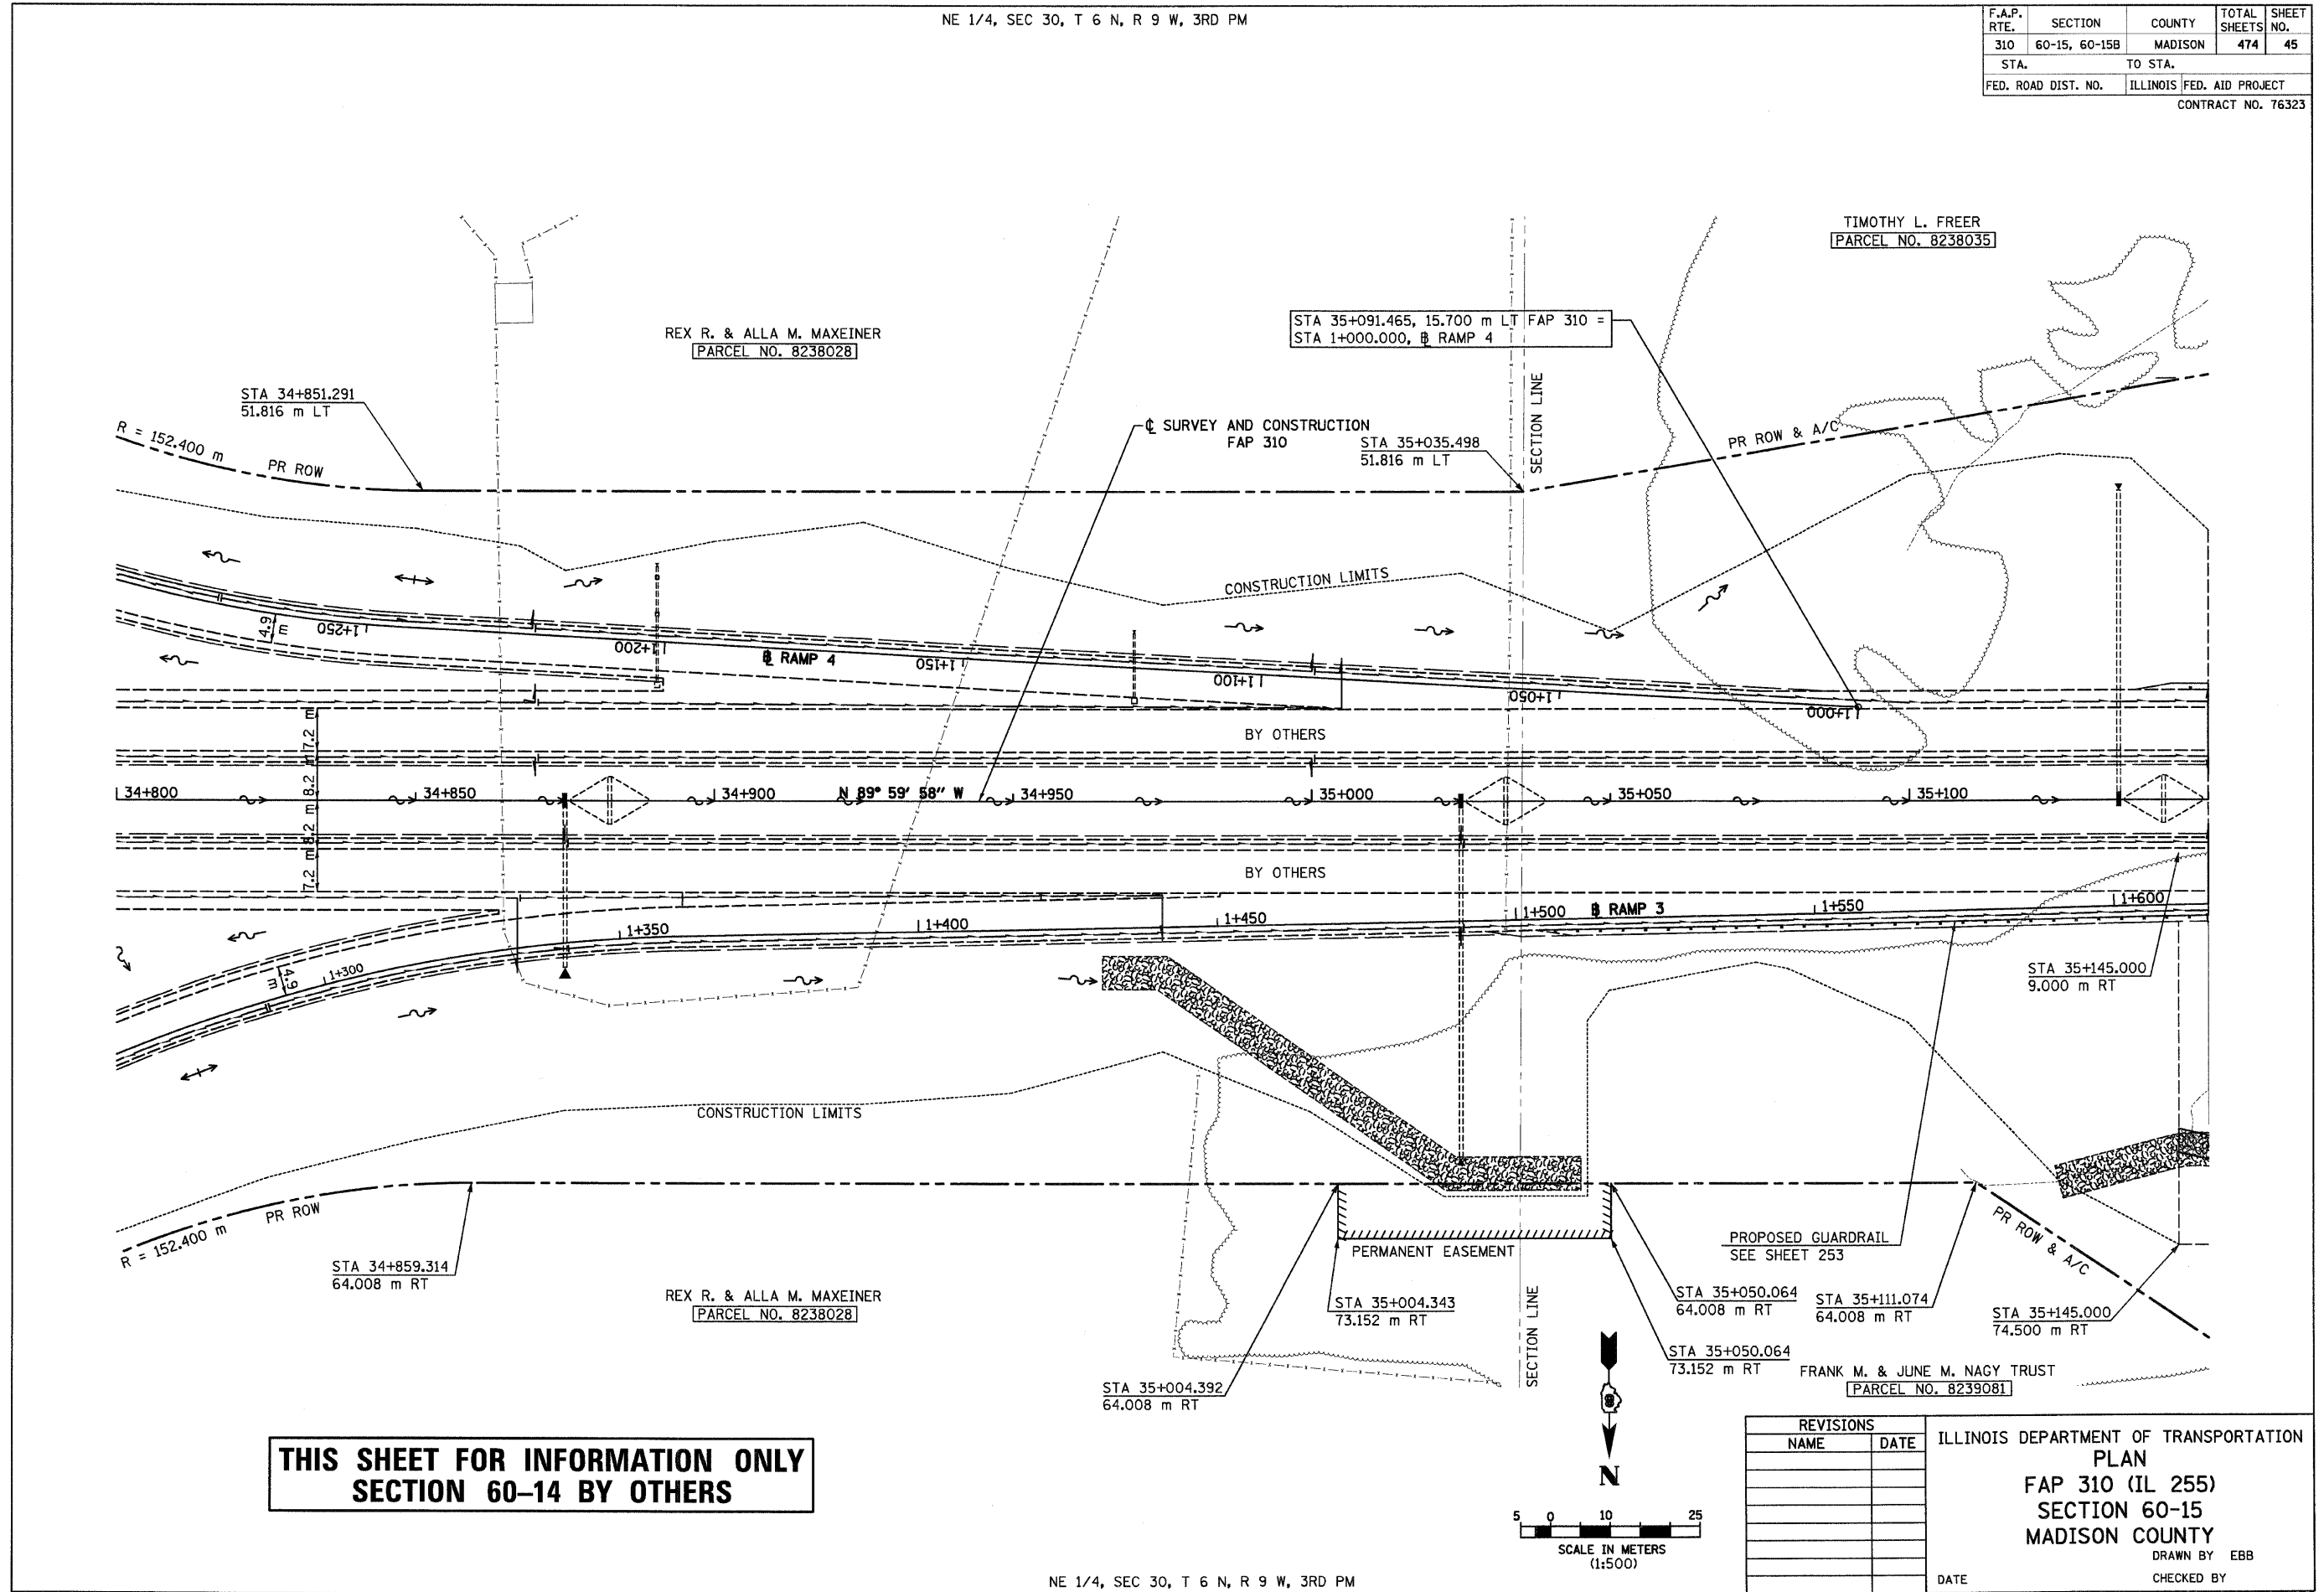 NE 1/4, SEC 30, T 6 N, R 9 W, 3RD PM
F.A.P. RTE. SECTION COUNTY TOTAL SHEETS SHEET NO.
310 60-15, 60-15B MADISON 474 45
STA. TO STA.
FED. ROAD DIST. NO. ILLINOIS FED. AID PROJECT
CONTRACT NO. 76323
TIMOTHY L. FREER
PARCEL NO. 8238035
REX R. & ALLA M. MAXEINER
PARCEL NO. 8238028
STA 35+091.465, 15.700 m LT FAP 310 =
STA 1+000.000, ⅊ RAMP 4
STA 34+851.291
51.816 m LT
R = 152.400 m
PR ROW
℄ SURVEY AND CONSTRUCTION
FAP 310
STA 35+035.498
51.816 m LT
SECTION LINE
PR ROW & A/C
CONSTRUCTION LIMITS
4.9 m
1+250
1+200
⅊ RAMP 4
1+150
1+100
1+050
1+000
BY OTHERS
7.2 m
8.2 m
34+800
34+850
34+900
N 89° 59' 58" W
34+950
35+000
35+050
35+100
8.2 m
7.2 m
BY OTHERS
1+300
1+350
1+400
1+450
1+500
⅊ RAMP 3
1+550
1+600
4.9 m
STA 35+145.000
9.000 m RT
CONSTRUCTION LIMITS
R = 152.400 m
PR ROW
STA 34+859.314
64.008 m RT
REX R. & ALLA M. MAXEINER
PARCEL NO. 8238028
PERMANENT EASEMENT
STA 35+004.343
73.152 m RT
STA 35+004.392
64.008 m RT
SECTION LINE
PROPOSED GUARDRAIL
SEE SHEET 253
PR ROW & A/C
STA 35+050.064
64.008 m RT
STA 35+111.074
64.008 m RT
STA 35+145.000
74.500 m RT
STA 35+050.064
73.152 m RT
FRANK M. & JUNE M. NAGY TRUST
PARCEL NO. 8239081
8
N
5 0 10 25
SCALE IN METERS
(1:500)
THIS SHEET FOR INFORMATION ONLY
SECTION 60-14 BY OTHERS
REVISIONS
NAME DATE
ILLINOIS DEPARTMENT OF TRANSPORTATION
PLAN
FAP 310 (IL 255)
SECTION 60-15
MADISON COUNTY
DRAWN BY EBB
DATE CHECKED BY
NE 1/4, SEC 30, T 6 N, R 9 W, 3RD PM